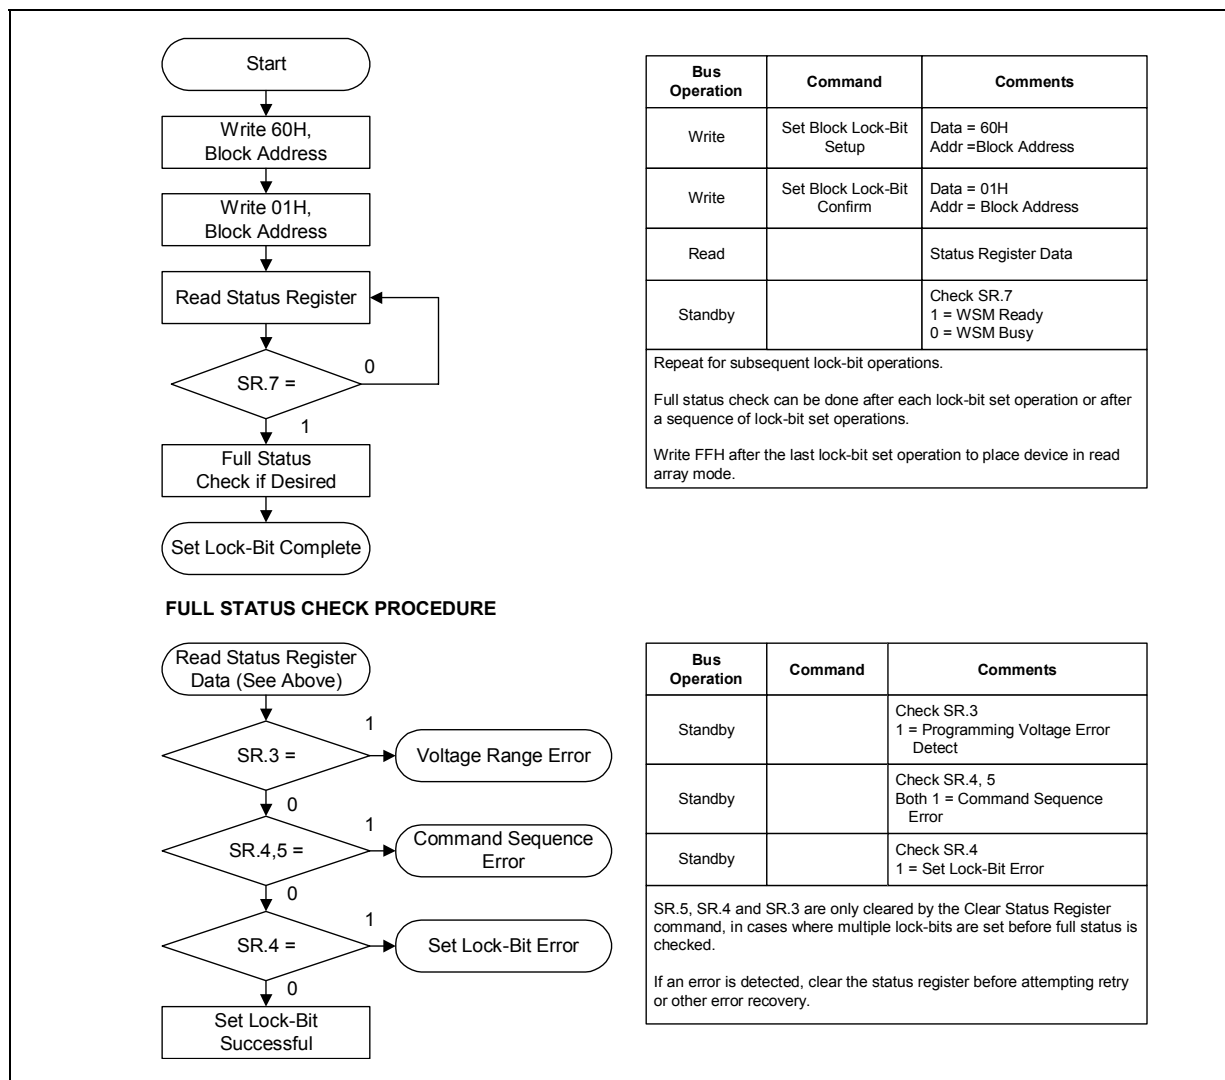 Start
Write 60H,
Block Address
Write 01H,
Block Address
Read Status Register
SR.7 =
0
1
Full Status
Check if Desired
Set Lock-Bit Complete
Bus
Operation
Command
Comments
Write
Set Block Lock-Bit
Setup
Data = 60H
Addr =Block Address
Write
Set Block Lock-Bit
Confirm
Data = 01H
Addr = Block Address
Read
Status Register Data
Standby
Check SR.7
1 = WSM Ready
0 = WSM Busy
Repeat for subsequent lock-bit operations.
Full status check can be done after each lock-bit set operation or after
a sequence of lock-bit set operations.
Write FFH after the last lock-bit set operation to place device in read
array mode.
FULL STATUS CHECK PROCEDURE
Read Status Register
Data (See Above)
SR.3 =
1
Voltage Range Error
0
SR.4,5 =
1
Command Sequence
Error
0
SR.4 =
1
Set Lock-Bit Error
0
Set Lock-Bit
Successful
Bus
Operation
Command
Comments
Standby
Check SR.3
1 = Programming Voltage Error
Detect
Standby
Check SR.4, 5
Both 1 = Command Sequence
Error
Standby
Check SR.4
1 = Set Lock-Bit Error
SR.5, SR.4 and SR.3 are only cleared by the Clear Status Register
command, in cases where multiple lock-bits are set before full status is
checked.
If an error is detected, clear the status register before attempting retry
or other error recovery.